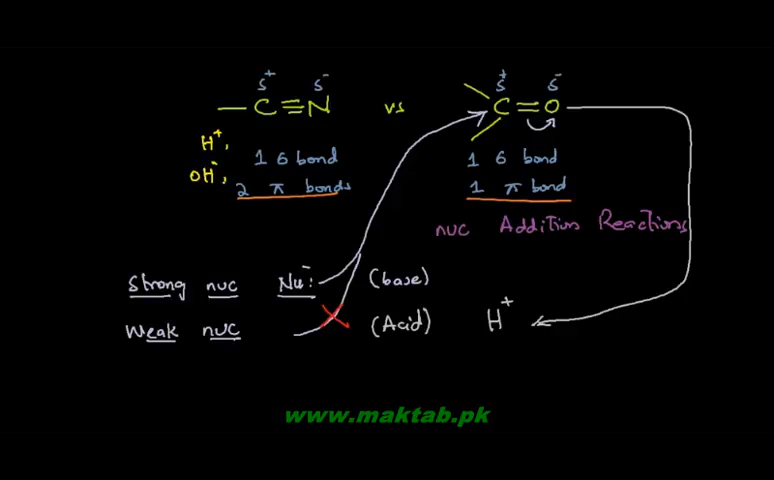 δ⁺ δ⁻ δ⁺ δ⁻
— C ≡ N vs C = O
H⁺,
OH⁻,
1 б bond 1 б bond
2 π bonds 1 π bond
nuc Addition Reactions
Strong nuc Nu⁻: (base)
Weak nuc (Acid) H⁺
www.maktab.pk